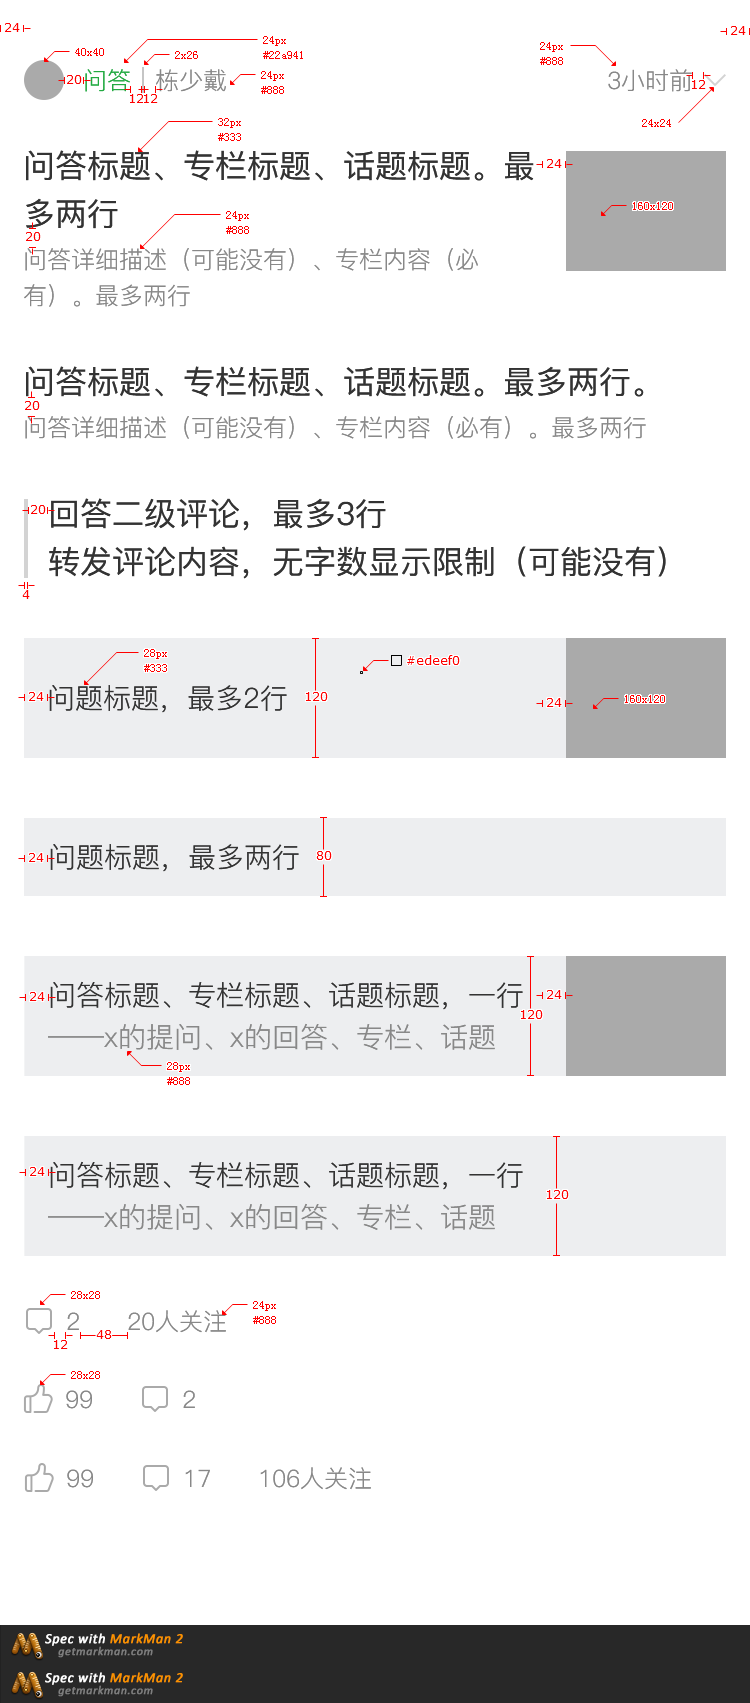 24
24
40x40
2x26
24px
#22a941
24px
#888
20
问答
12
12
栋少戴
24px
#888
3小时前
12
24x24
32px
#333
问答标题、专栏标题、话题标题。最
多两行
24
160x120
24px
#888
20
问答详细描述（可能没有）、专栏内容（必
有）。最多两行
问答标题、专栏标题、话题标题。最多两行。
20
问答详细描述（可能没有）、专栏内容（必有）。最多两行
20
回答二级评论，最多3行
转发评论内容，无字数显示限制（可能没有）
4
28px
#333
#edeef0
24
问题标题，最多2行
120
24
160x120
24
问题标题，最多两行
80
24
问答标题、专栏标题、话题标题，一行
24
120
——x的提问、x的回答、专栏、话题
28px
#888
24
问答标题、专栏标题、话题标题，一行
120
——x的提问、x的回答、专栏、话题
28x28
24px
#888
2
20人关注
12
48
28x28
99
2
99
17
106人关注
Spec with MarkMan 2
getmarkman.com
Spec with MarkMan 2
getmarkman.com